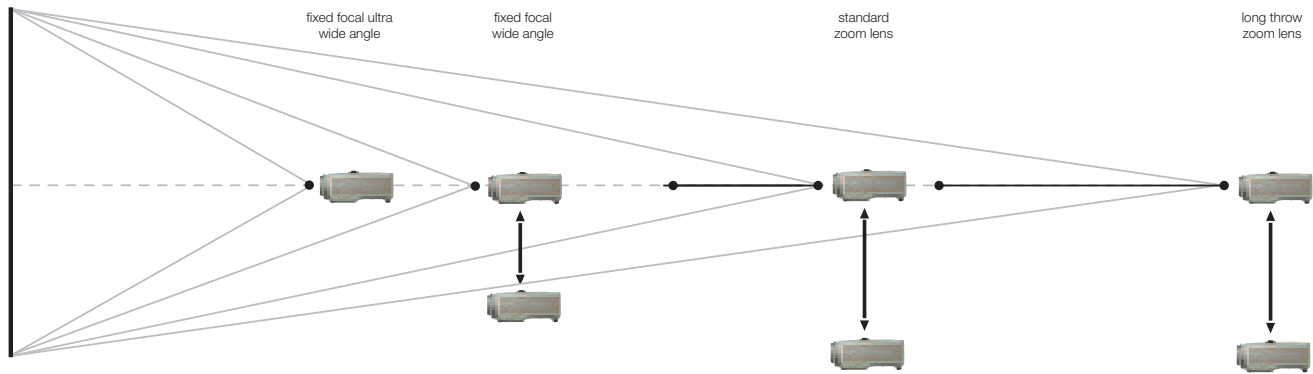 fixed focal ultra
wide angle
fixed focal
wide angle
standard
zoom lens
long throw
zoom lens